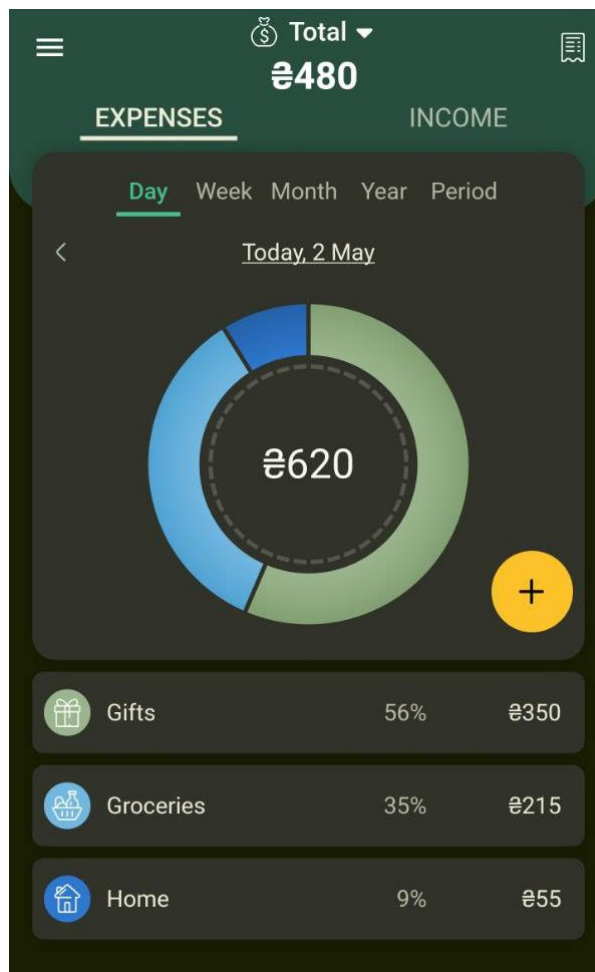 Total
₴480
EXPENSES INCOME
Day Week Month Year Period
Today, 2 May
₴620
+
Gifts 56% ₴350
Groceries 35% ₴215
Home 9% ₴55